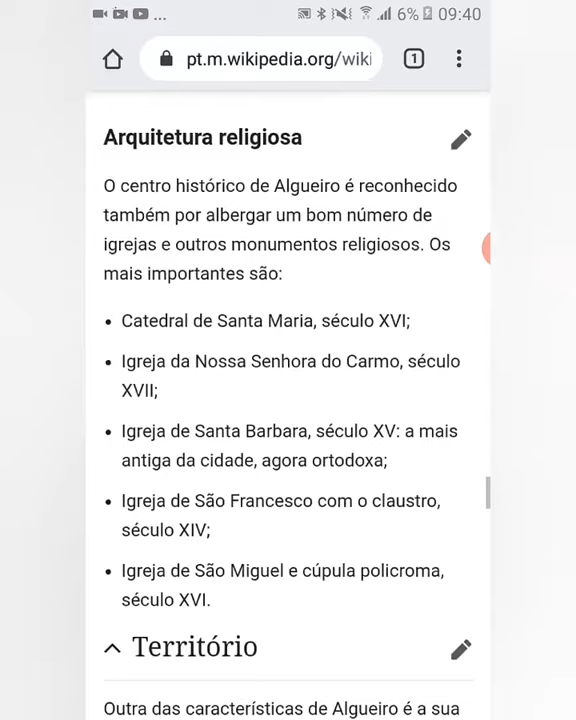 ... 6% 09:40
pt.m.wikipedia.org/wiki 1
Arquitetura religiosa
O centro histórico de Algueiro é reconhecido
também por albergar um bom número de
igrejas e outros monumentos religiosos. Os
mais importantes são:
• Catedral de Santa Maria, século XVI;
• Igreja da Nossa Senhora do Carmo, século
XVII;
• Igreja de Santa Barbara, século XV: a mais
antiga da cidade, agora ortodoxa;
• Igreja de São Francesco com o claustro,
século XIV;
• Igreja de São Miguel e cúpula policroma,
século XVI.
Território
Outra das características de Algueiro é a sua